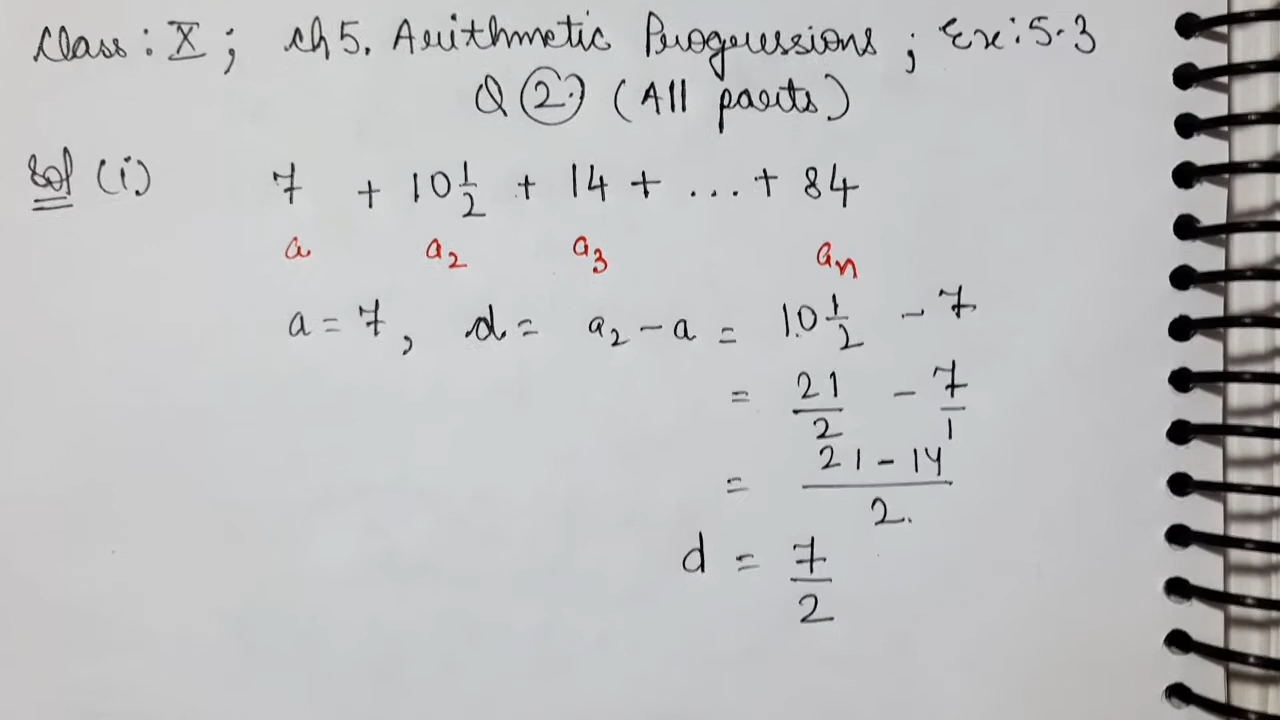 Class : X ; Ch 5. Arithmetic Progressions ; Ex : 5.3
Q 2. (All parts)
Sol (i) 7 + 10 1/2 + 14 + ... + 84
a a2 a3 an
a = 7, d = a2 - a = 10 1/2 - 7
= 21/2 - 7/1
= 21 - 14 / 2.
d = 7/2